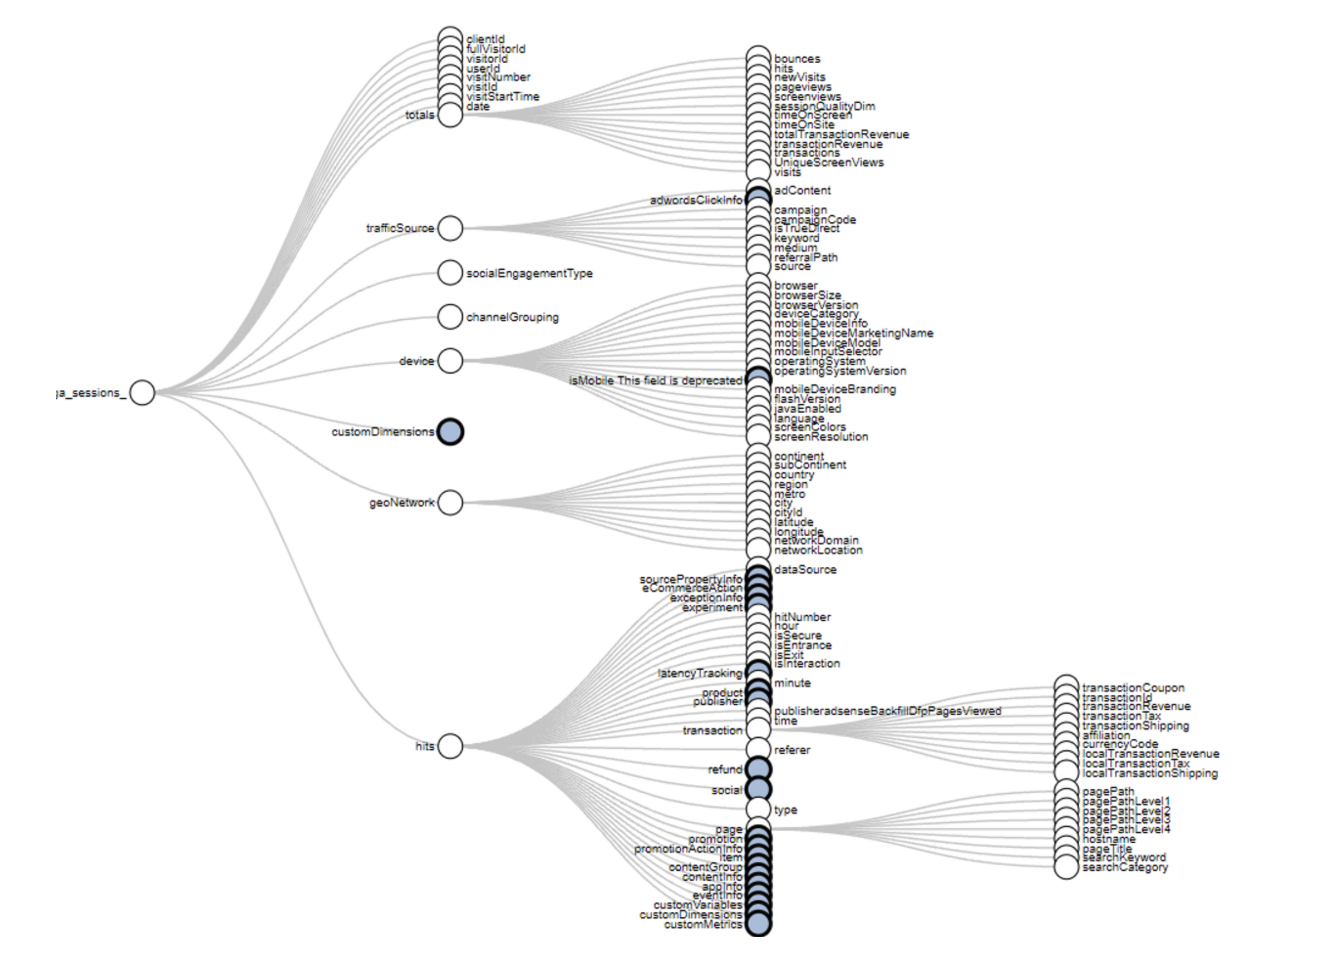 ga_sessions_
clientId
fullVisitorId
visitorId
userId
visitNumber
visitId
visitStartTime
date
totals
bounces
hits
newVisits
pageviews
screenviews
sessionQualityDim
timeOnScreen
timeOnSite
totalTransactionRevenue
transactionRevenue
transactions
UniqueScreenViews
visits
trafficSource
adContent
adwordsClickInfo
campaign
campaignCode
isTrueDirect
keyword
medium
referralPath
source
socialEngagementType
channelGrouping
device
browser
browserSize
browserVersion
deviceCategory
mobileDeviceInfo
mobileDeviceMarketingName
mobileDeviceModel
mobileInputSelector
operatingSystem
operatingSystemVersion
isMobile This field is deprecated
mobileDeviceBranding
flashVersion
javaEnabled
language
screenColors
screenResolution
customDimensions
geoNetwork
continent
subContinent
country
region
metro
city
cityId
latitude
longitude
networkDomain
networkLocation
hits
dataSource
sourcePropertyInfo
eCommerceAction
exceptionInfo
experiment
hitNumber
hour
isSecure
isEntrance
isExit
isInteraction
latencyTracking
minute
product
publisher
publisheradsenseBackfillDfpPagesViewed
time
transaction
transactionCoupon
transactionId
transactionRevenue
transactionTax
transactionShipping
affiliation
currencyCode
localTransactionRevenue
localTransactionTax
localTransactionShipping
referer
refund
social
type
page
pagePath
pagePathLevel1
pagePathLevel2
pagePathLevel3
pagePathLevel4
hostname
pageTitle
searchKeyword
searchCategory
promotion
promotionActionInfo
item
contentGroup
contentInfo
appInfo
eventInfo
customVariables
customDimensions
customMetrics